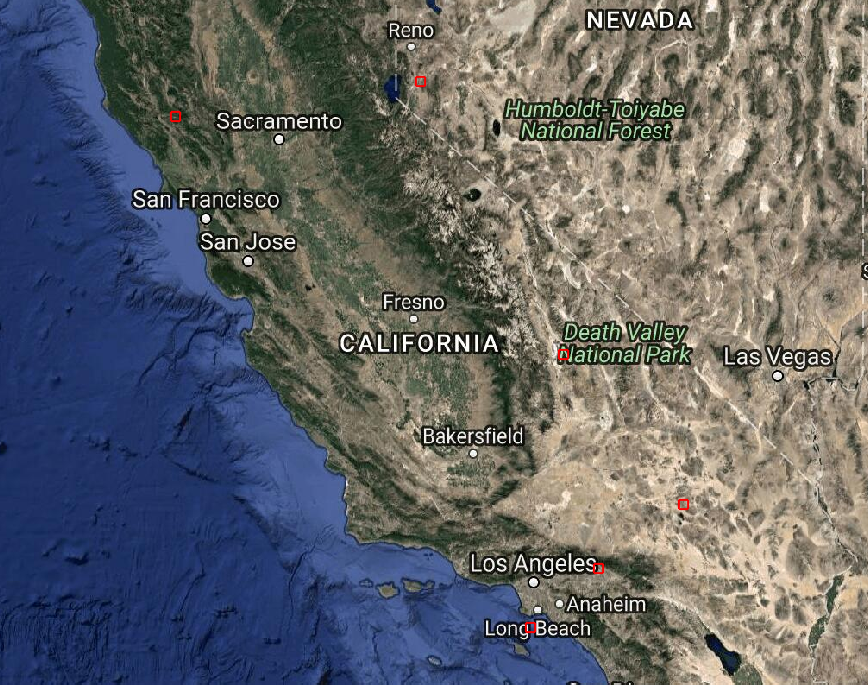 NEVADA
Reno
Humboldt-Toiyabe
National Forest
Sacramento
San Francisco
San Jose
Fresno
CALIFORNIA
Death Valley
National Park
Las Vegas
Bakersfield
Los Angeles
Anaheim
Long Beach